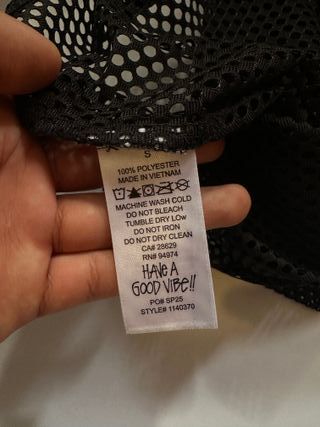 S
100% POLYESTER
MADE IN VIETNAM
MACHINE WASH COLD
DO NOT BLEACH
TUMBLE DRY LOW
DO NOT IRON
DO NOT DRY CLEAN
CA# 28629
RN# 94974
HAVE A
GOOD VIBE!!
PO# SP25
STYLE# 1140370